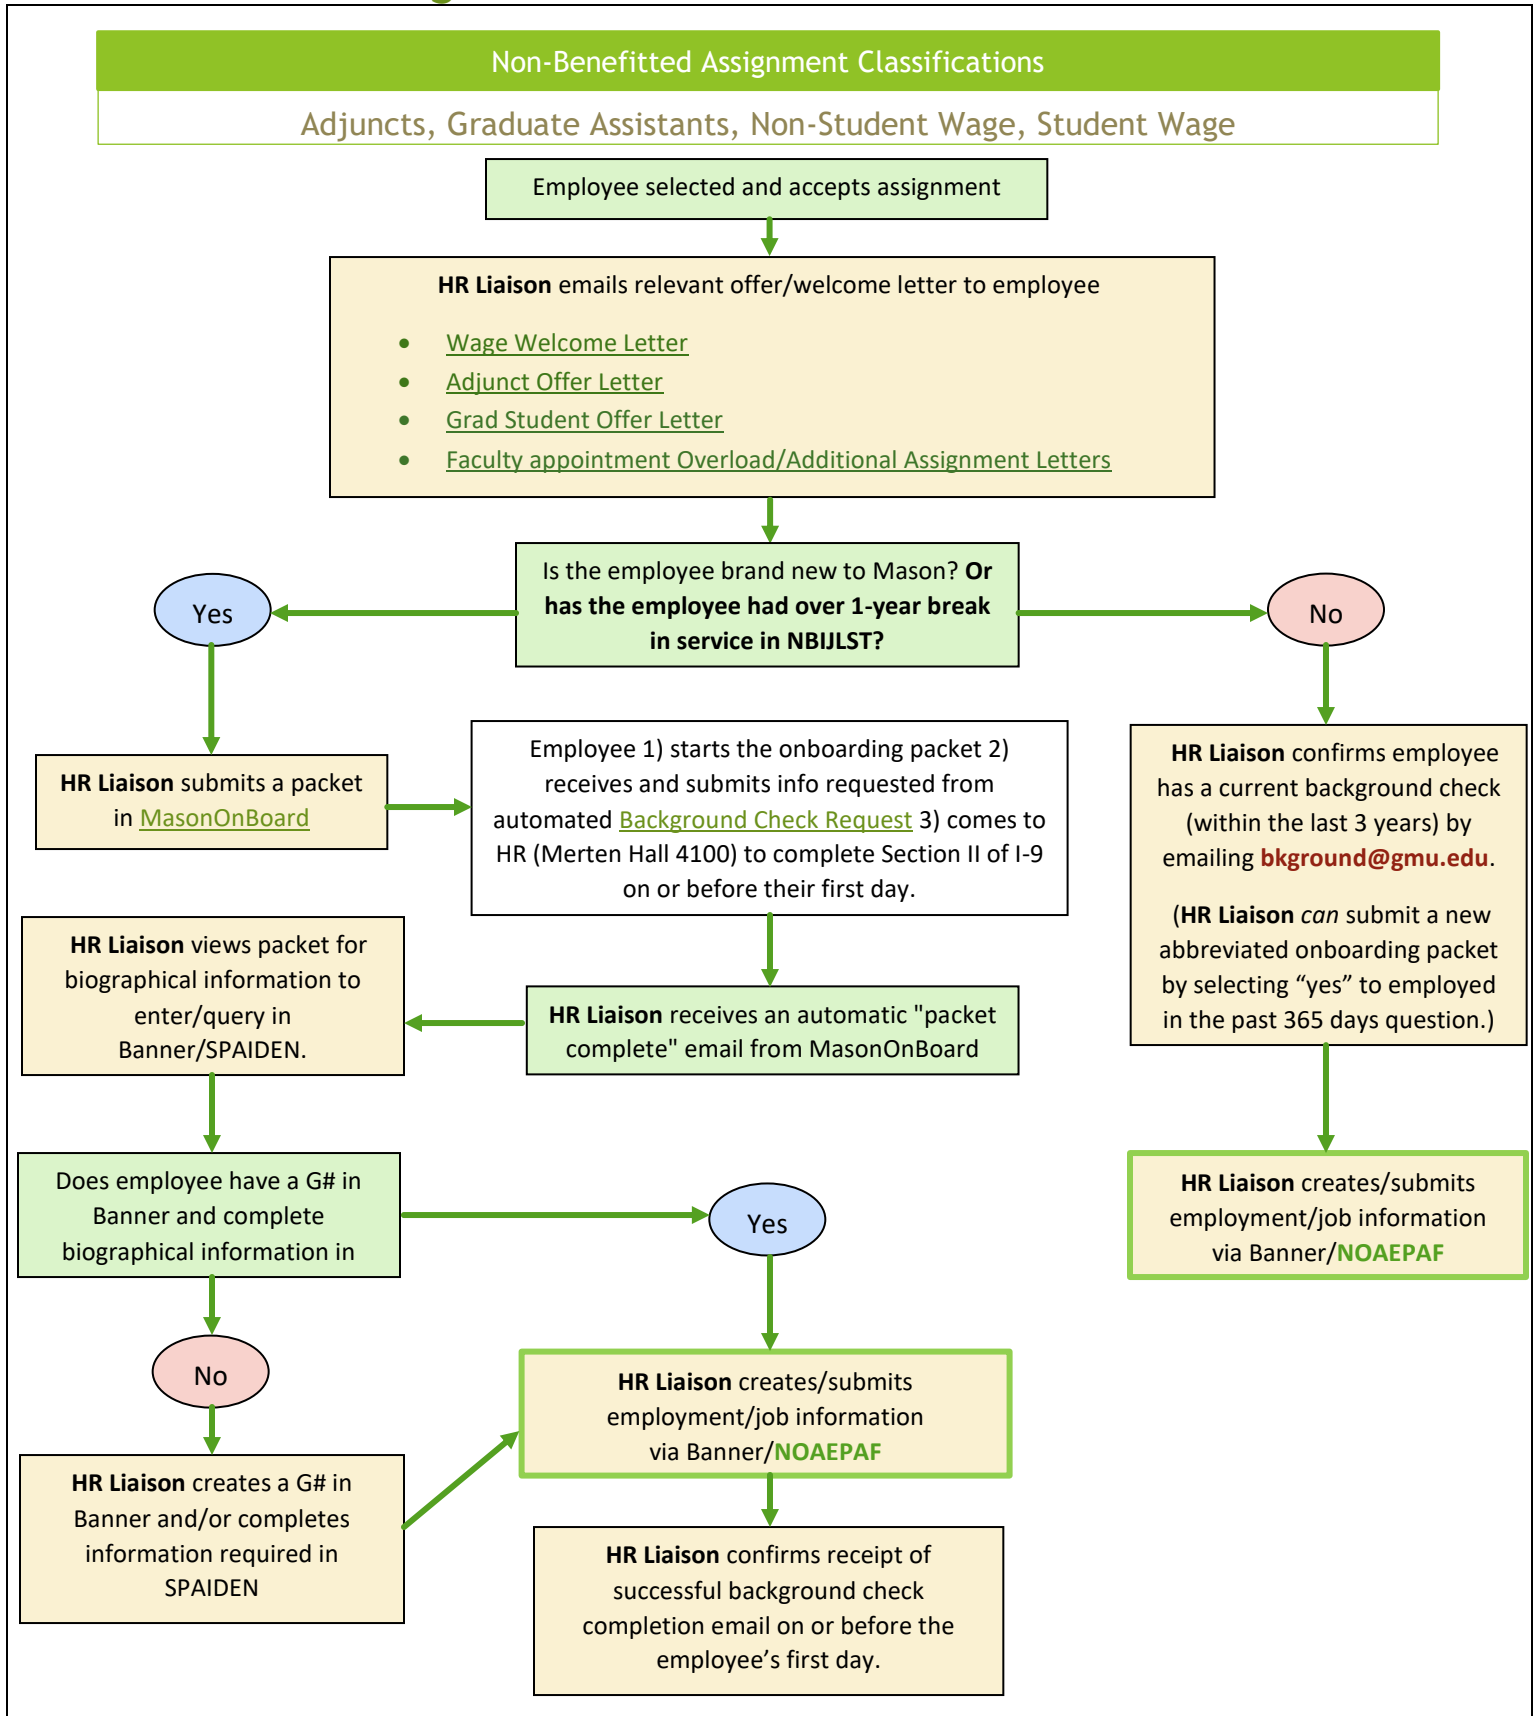 Non-Benefitted Assignment Classifications
Adjuncts, Graduate Assistants, Non-Student Wage, Student Wage
Employee selected and accepts assignment
HR Liaison emails relevant offer/welcome letter to employee
• Wage Welcome Letter
• Adjunct Offer Letter
• Grad Student Offer Letter
• Faculty appointment Overload/Additional Assignment Letters
Is the employee brand new to Mason? Or
has the employee had over 1-year break
in service in NBIJLST?
Yes
No
HR Liaison submits a packet
in MasonOnBoard
Employee 1) starts the onboarding packet 2)
receives and submits info requested from
automated Background Check Request 3) comes to
HR (Merten Hall 4100) to complete Section II of I-9
on or before their first day.
HR Liaison confirms employee
has a current background check
(within the last 3 years) by
emailing bkground@gmu.edu.
(HR Liaison can submit a new
abbreviated onboarding packet
by selecting “yes” to employed
in the past 365 days question.)
HR Liaison views packet for
biographical information to
enter/query in
Banner/SPAIDEN.
HR Liaison receives an automatic "packet
complete" email from MasonOnBoard
Does employee have a G# in
Banner and complete
biographical information in
Yes
HR Liaison creates/submits
employment/job information
via Banner/NOAEPAF
No
HR Liaison creates/submits
employment/job information
via Banner/NOAEPAF
HR Liaison creates a G# in
Banner and/or completes
information required in
SPAIDEN
HR Liaison confirms receipt of
successful background check
completion email on or before the
employee’s first day.